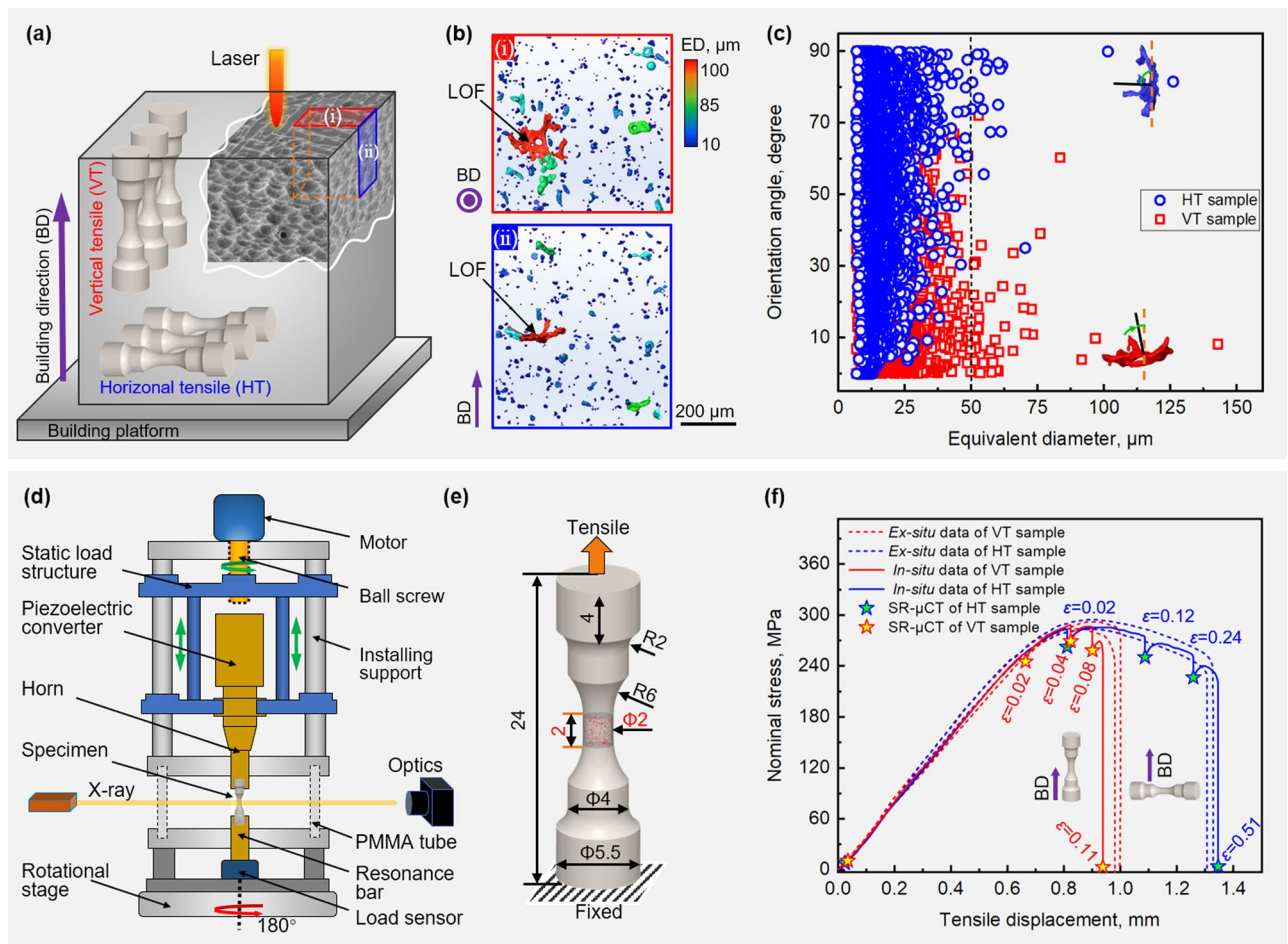 (a)
Laser
(i)
(ii)
Building direction (BD)
Vertical tensile (VT)
Horizonal tensile (HT)
Building platform
(b)
(i)
ED, µm
100
85
10
LOF
BD
(ii)
LOF
BD
200 µm
(c)
Orientation angle, degree
90
70
50
30
10
HT sample
VT sample
0
25
50
75
100
125
150
Equivalent diameter, µm
(d)
Motor
Static load
structure
Ball screw
Piezoelectric
converter
Installing
support
Horn
Specimen
X-ray
Optics
PMMA tube
Rotational
stage
Resonance
bar
Load sensor
180°
(e)
Tensile
4
R2
R6
24
2
Φ2
Φ4
Φ5.5
Fixed
(f)
Nominal stress, MPa
360
300
240
180
120
60
0
Ex-situ data of VT sample
Ex-situ data of HT sample
In-situ data of VT sample
In-situ data of HT sample
SR-µCT of HT sample
SR-µCT of VT sample
ε=0.02
ε=0.12
ε=0.24
ε=0.02
ε=0.04
ε=0.08
BD
BD
ε=0.11
ε=0.51
0.0
0.2
0.4
0.6
0.8
1.0
1.2
1.4
Tensile displacement, mm